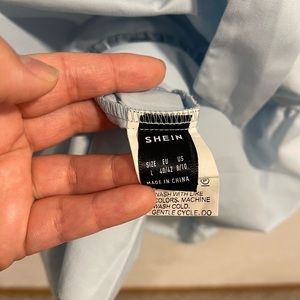 SHEIN
SIZE EU US
L 40/42 8/10
MADE IN CHINA
WASH WITH LIKE
COLORS. MACHINE
WASH COLD.
GENTLE CYCLE. DO